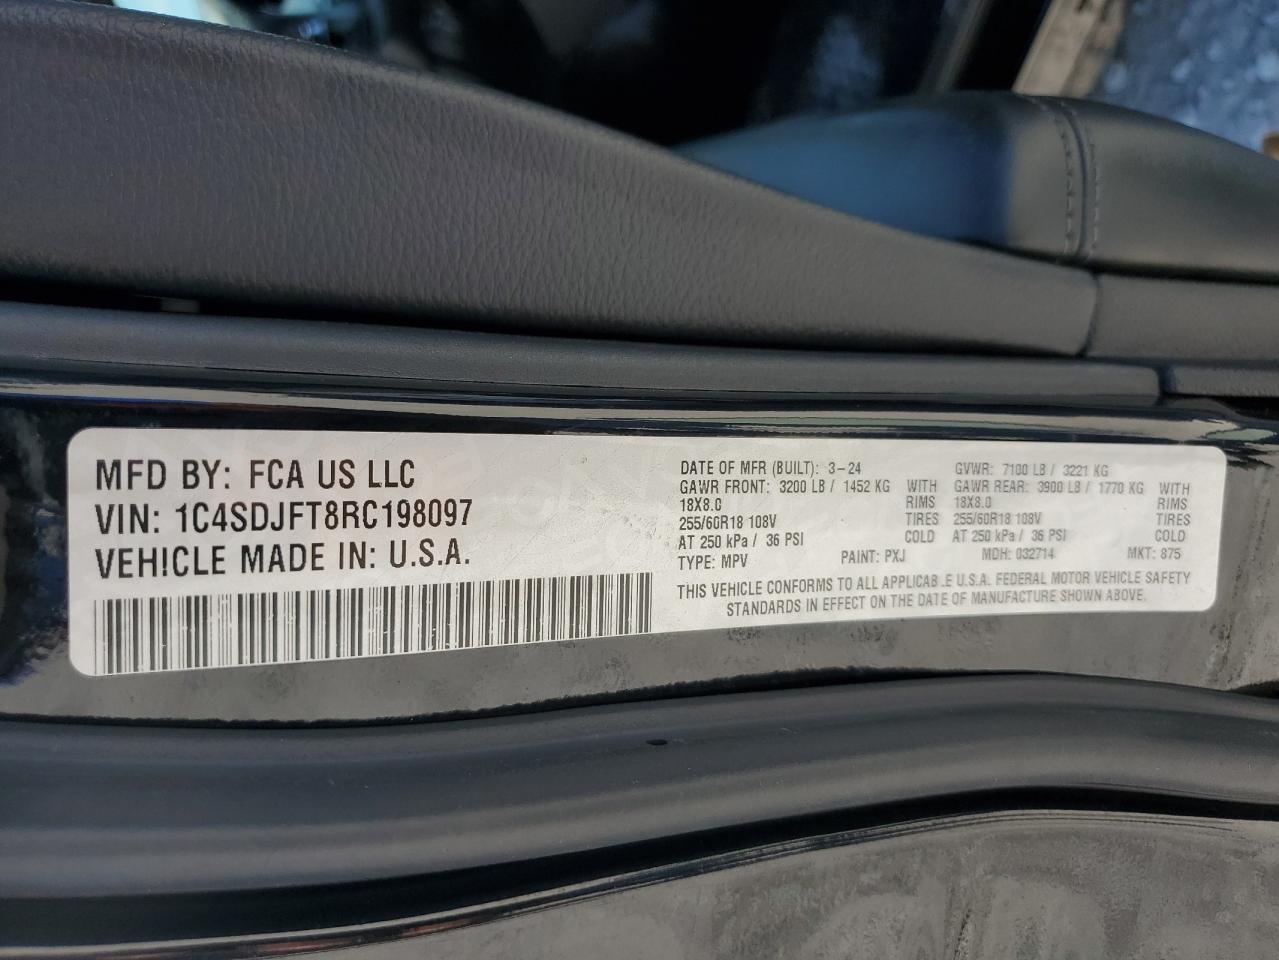 MFD BY: FCA US LLC
VIN: 1C4SDJFT8RC198097
VEHICLE MADE IN: U.S.A.
DATE OF MFR (BUILT): 3-24 GVWR: 7100 LB / 3221 KG
GAWR FRONT: 3200 LB / 1452 KG WITH GAWR REAR: 3900 LB / 1770 KG WITH
18X8.0 RIMS 18X8.0 RIMS
255/60R18 108V TIRES 255/60R18 108V TIRES
AT 250 kPa / 36 PSI COLD AT 250 kPa / 36 PSI COLD
TYPE: MPV PAINT: PXJ MDH: 032714 MKT: 875
THIS VEHICLE CONFORMS TO ALL APPLICABLE U.S.A. FEDERAL MOTOR VEHICLE SAFETY
STANDARDS IN EFFECT ON THE DATE OF MANUFACTURE SHOWN ABOVE.